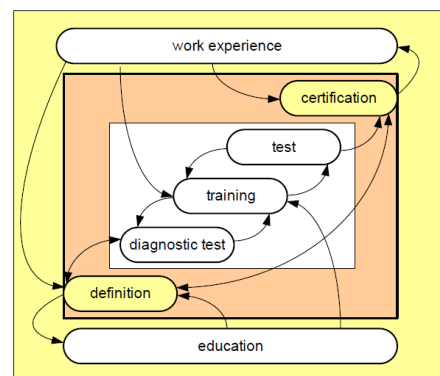 work experience
certification
test
training
diagnostic test
definition
education